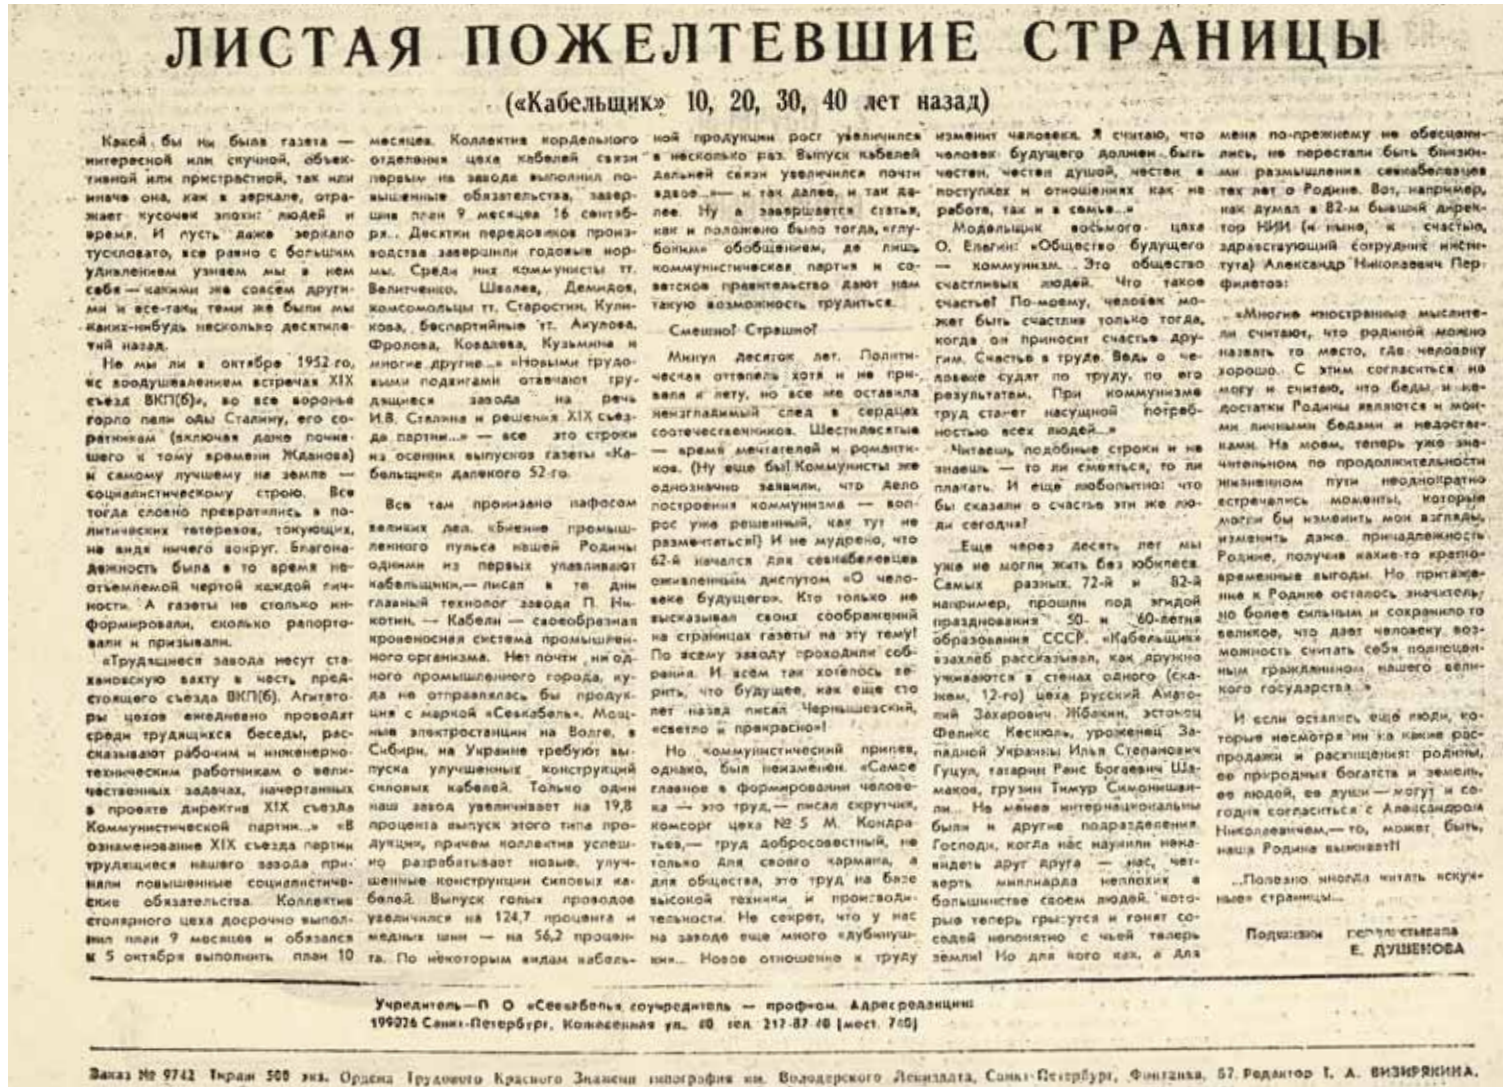 ЛИСТАЯ ПОЖЕЛТЕВШИЕ СТРАНИЦЫ
(«Кабельщик» 10, 20, 30, 40 лет назад)
Какой бы ни была газета —
интересной или скучной, объек-
тивной или пристрастной, так или
иначе она, как в зеркале, отра-
жает кусочек эпохи: людей и
время. И пусть даже зеркало
тускловато, все равно с большим
удивлением узнаем мы в нем
себя — какими же совсем други-
ми и все-таки теми же были мы
каких-нибудь несколько десятиле-
тий назад.
Не мы ли в октябре 1952-го,
«с воодушевлением встречая XIX
съезд ВКП(б)», во все воронье
горло пели оды Сталину, его со-
ратникам (включая даже почив-
шего к тому времени Жданова)
и самому лучшему на земле —
социалистическому строю. Все
тогда словно превратились в по-
литических тетеревов, токующих,
не видя ничего вокруг. Благона-
дежность была в то время не-
отъемлемой чертой каждой лич-
ности. А газеты не столько ин-
формировали, сколько рапорто-
вали и призывали.
«Трудящиеся завода несут ста-
хановскую вахту в честь пред-
стоящего съезда ВКП(б). Агитато-
ры цехов ежедневно проводят
среди трудящихся беседы, рас-
сказывают рабочим и инженерно-
техническим работникам о вели-
чественных задачах, начертанных
в проекте директив XIX съезда
Коммунистической партии...» «В
ознаменование XIX съезда партии
трудящиеся нашего завода при-
няли повышенные социалистиче-
ские обязательства. Коллектив
столярного цеха досрочно выпол-
нил план 9 месяцев и обязался
к 5 октября выполнить план 10
месяцев. Коллектив кордельного
отделения цеха кабелей связи
первым на заводе выполнил по-
вышенные обязательства, завер-
шив план 9 месяцев 16 сентяб-
ря... Десятки передовиков произ-
водства завершили годовые нор-
мы. Среди них коммунисты тт.
Велитченко, Швалев, Демидов,
комсомольцы тт. Старостин, Кули-
кова, беспартийные тт. Акулова,
Фролова, Ковалева, Кузьмина и
многие другие...» «Новыми трудо-
выми подвигами отвечают тру-
дящиеся завода на речь
И.В. Сталина и решения XIX съез-
да партии...» — все это строки
из осенних выпусков газеты «Ка-
бельщик» далекого 52-го.
Все там пронизано пафосом
великих дел. «Биение промыш-
ленного пульса нашей Родины
одними из первых улавливают
кабельщики,— писал в те дни
главный технолог завода П. Ни-
котин. — Кабели — своеобразная
кровеносная система промышлен-
ного организма. Нет почти ни од-
ного промышленного города, ку-
да не отправлялась бы продук-
ция с маркой «Севкабель». Мощ-
ные электростанции на Волге, в
Сибири, на Украине требуют вы-
пуска улучшенных конструкций
силовых кабелей. Только один
наш завод увеличивает на 19,8
процента выпуск этого типа про-
дукции, причем коллектив успеш-
но разрабатывает новые, улуч-
шенные конструкции силовых ка-
белей. Выпуск голых проводов
увеличился на 124,7 процента и
медных шин — на 56,2 процен-
та. По некоторым видам кабель-
ной продукции рост увеличился
в несколько раз. Выпуск кабелей
дальней связи увеличился почти
вдвое...»— и так далее, и так да-
лее. Ну а завершается статья,
как и положено было тогда, «глу-
боким» обобщением, де лишь
коммунистическая партия и со-
ветское правительство дают нам
такую возможность трудиться.
Смешно? Страшно?
Минул десяток лет. Полити-
ческая оттепель хотя и не при-
вела к лету, но все же оставила
неизгладимый след в сердцах
соотечественников. Шестидесятые
— время мечтателей и романти-
ков. (Ну еще бы! Коммунисты же
однозначно заявили, что дело
построения коммунизма — воп-
рос уже решенный, как тут не
размечтаться!) И не мудрено, что
62-й начался для севкабелевцев
оживленным диспутом «О чело-
веке будущего». Кто только не
высказывал своих соображений
на страницах газеты на эту тему!
По всему заводу проходили соб-
рания. И всем так хотелось ве-
рить, что будущее, как еще сто
лет назад писал Чернышевский,
«светло и прекрасно»!
Но коммунистический припев,
однако, был неизменен. «Самое
главное в формировании челове-
ка — это труд,— писал скрутчик,
комсорг цеха № 5 М. Кондра-
тьев,— труд добросовестный, не
только для своего кармана, а
для общества, это труд на базе
высокой техники и производи-
тельности. Не секрет, что у нас
на заводе еще много «дубинуш-
ки»... Новое отношение к труду
изменит человека. Я считаю, что
человек будущего должен быть
честен, честен душой, честен в
поступках и отношениях как на
работе, так и в семье...»
Модельщик восьмого цеха
О. Елагин: «Общество будущего
— коммунизм... Это общество
счастливых людей. Что такое
счастье? По-моему, человек мо-
жет быть счастлив только тогда,
когда он приносит счастье дру-
гим. Счастье в труде. Ведь о че-
ловеке судят по труду, по его
результатам. При коммунизме
труд станет насущной потреб-
ностью всех людей...»
Читаешь подобные строки и не
знаешь — то ли смеяться, то ли
плакать. И еще любопытно: что
бы сказали о счастье эти же лю-
ди сегодня?
...Еще через десять лет мы
уже не могли жить без юбилеев.
Самых разных. 72-й и 82-й
например, прошли под эгидой
празднования 50- и 60-летия
образования СССР. «Кабельщик»
взахлеб рассказывал, как дружно
уживаются в стенах одного (ска-
жем, 12-го) цеха русский Анато-
лий Захарович Жбакин, эстонец
Феликс Кескюль, уроженец За-
падной Украины Илья Степанович
Гуцул, татарин Раис Богаевич Ша-
маков, грузин Тимур Симонишви-
ли... Не менее интернациональны
были и другие подразделения.
Господи, когда нас научили нена-
видеть друг друга — нас, чет-
верть миллиарда неплохих в
большинстве своем людей, кото-
рые теперь грызутся и гонят со-
седей непонятно с чьей теперь
земли! Но для кого как, а для
меня по-прежнему не обесцени-
лись, не перестали быть близки-
ми размышления севкабелевцев
тех лет о Родине. Вот, например,
как думал в 82-м бывший дирек-
тор НИИ (и ныне, к счастью,
здравствующий сотрудник инсти-
тута) Александр Николаевич Пер-
филетов:
«Многие иностранные мыслите-
ли считают, что родиной можно
назвать то место, где человеку
хорошо. С этим согласиться не
могу и считаю, что беды и не-
достатки Родины являются и мои-
ми личными бедами и недостат-
ками. На моем, теперь уже зна-
чительном по продолжительности
жизненном пути неоднократно
встречались моменты, которые
могли бы изменить мои взгляды,
изменить даже принадлежность
Родине, получив какие-то кратко-
временные выгоды. Но притяже-
ние к Родине осталось значитель-
но более сильным и сохранило то
великое, что дает человеку воз-
можность считать себя полноцен-
ным гражданином нашего вели-
кого государства.»
И если остались еще люди, ко-
торые несмотря ни на какие рас-
продажи и расхищения: родины,
ее природных богатств и земель,
ее людей, ее души — могут и се-
годня согласиться с Александром
Николаевичем,— то, может быть,
наша Родина выживет?!
...Полезно иногда читать «скуч-
ные» страницы...
Подшивки перелистывала
Е. ДУШЕНОВА
Учредитель—П О «Севкабель», соучредитель — профком. Адрес редакции:
199026 Санкт-Петербург, Кожевенная ул., 40 тел. 217-87-40 (мест. 740)
Заказ № 9742 Тираж 500 экз. Ордена Трудового Красного Знамени типография им. Володарского Лениздата, Санкт-Петербург, Фонтанка, 57. Редактор Т. А. ВИЗИРЯКИНА.